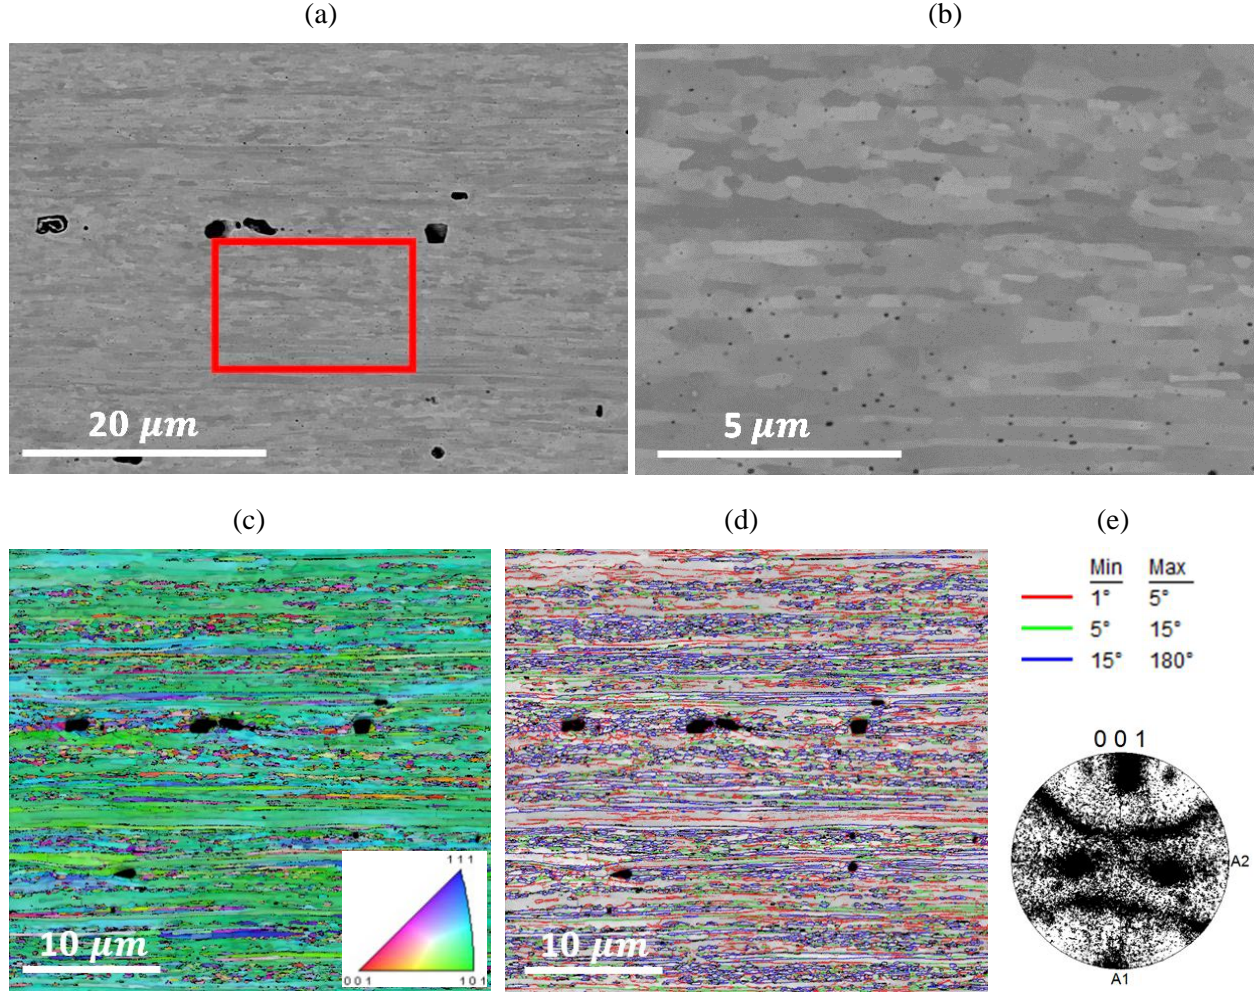 (a)
(b)
20 μm
5 μm
(c)
(d)
(e)
Min Max
1° 5°
5° 15°
15° 180°
0 0 1
A2
A1
1 1 1
0 0 1
1 0 1
10 μm
10 μm